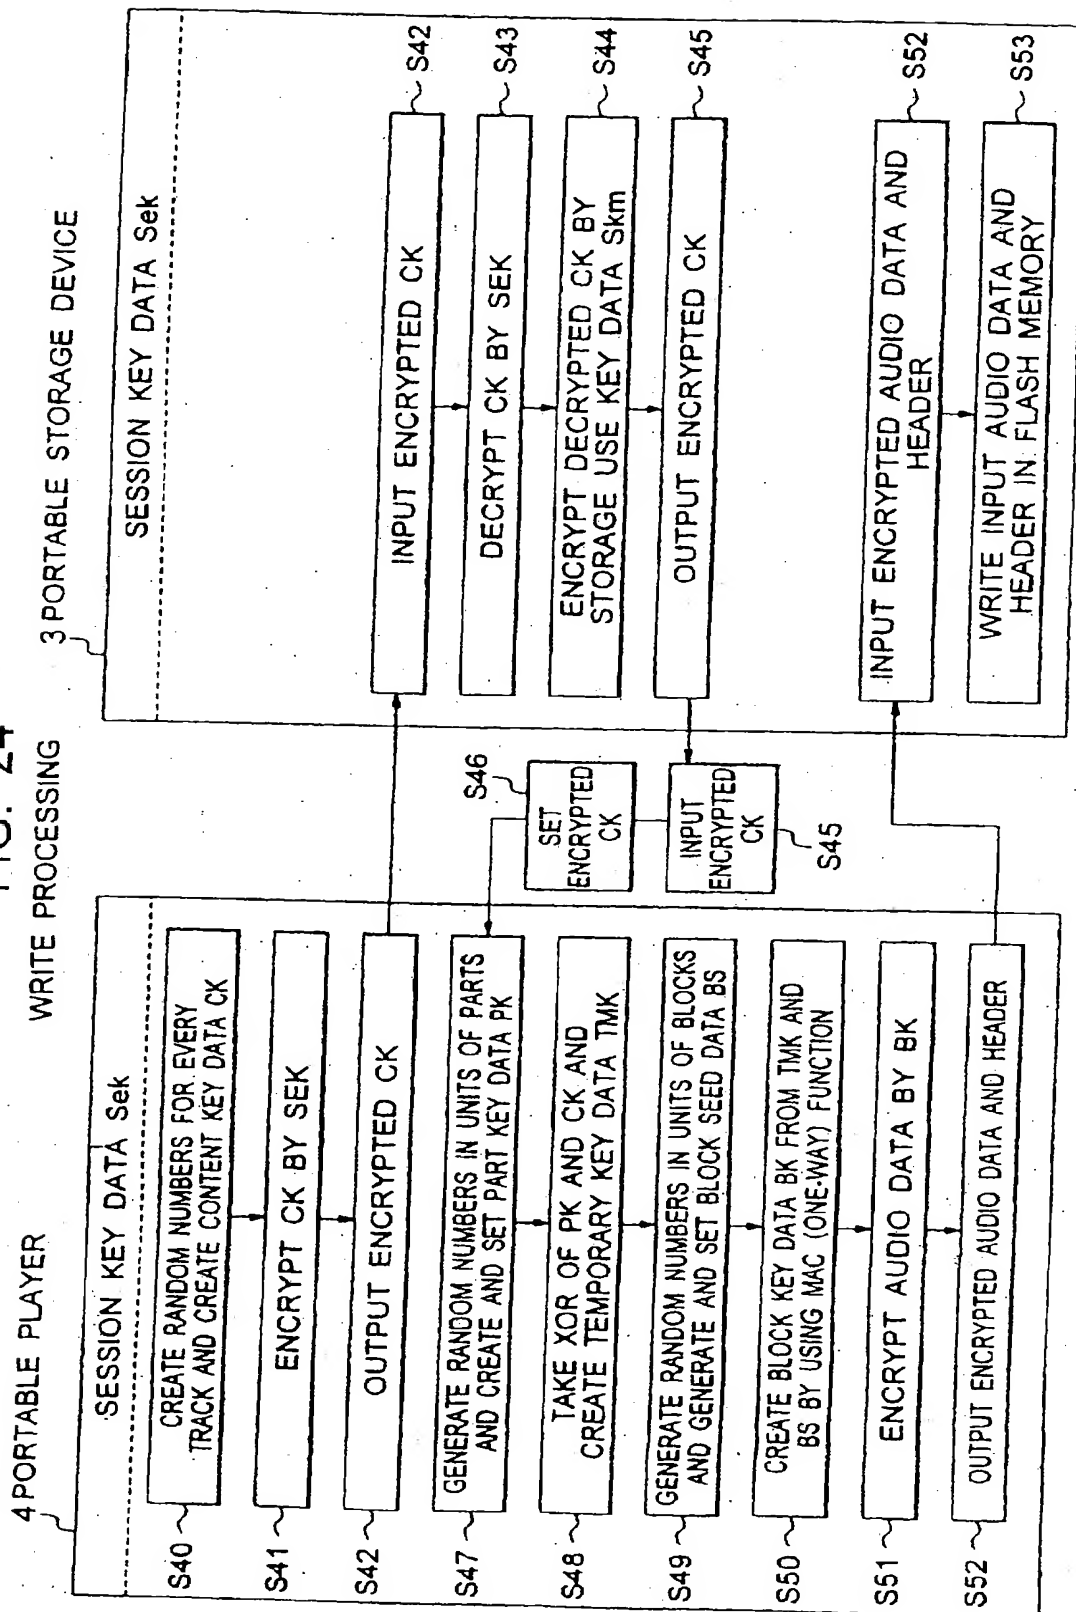 FIG. 24
WRITE PROCESSING
4 PORTABLE PLAYER
SESSION KEY DATA Sek
S40
CREATE RANDOM NUMBERS FOR EVERY
TRACK AND CREATE CONTENT KEY DATA CK
S41
ENCRYPT CK BY SEK
S42
OUTPUT ENCRYPTED CK
S47
GENERATE RANDOM NUMBERS IN UNITS OF PARTS
AND CREATE AND SET PART KEY DATA PK
S48
TAKE XOR OF PK AND CK AND
CREATE TEMPORARY KEY DATA TMK
S49
GENERATE RANDOM NUMBERS IN UNITS OF BLOCKS
AND GENERATE AND SET BLOCK SEED DATA BS
S50
CREATE BLOCK KEY DATA BK FROM TMK AND
BS BY USING MAC (ONE-WAY) FUNCTION
S51
ENCRYPT AUDIO DATA BY BK
S52
OUTPUT ENCRYPTED AUDIO DATA AND HEADER
S46
SET
ENCRYPTED
CK
INPUT
ENCRYPTED
CK
S45
3 PORTABLE STORAGE DEVICE
SESSION KEY DATA Sek
INPUT ENCRYPTED CK
S42
DECRYPT CK BY SEK
S43
ENCRYPT DECRYPTED CK BY
STORAGE USE KEY DATA Skm
S44
OUTPUT ENCRYPTED CK
S45
INPUT ENCRYPTED AUDIO DATA AND
HEADER
S52
WRITE INPUT AUDIO DATA AND
HEADER IN FLASH MEMORY
S53